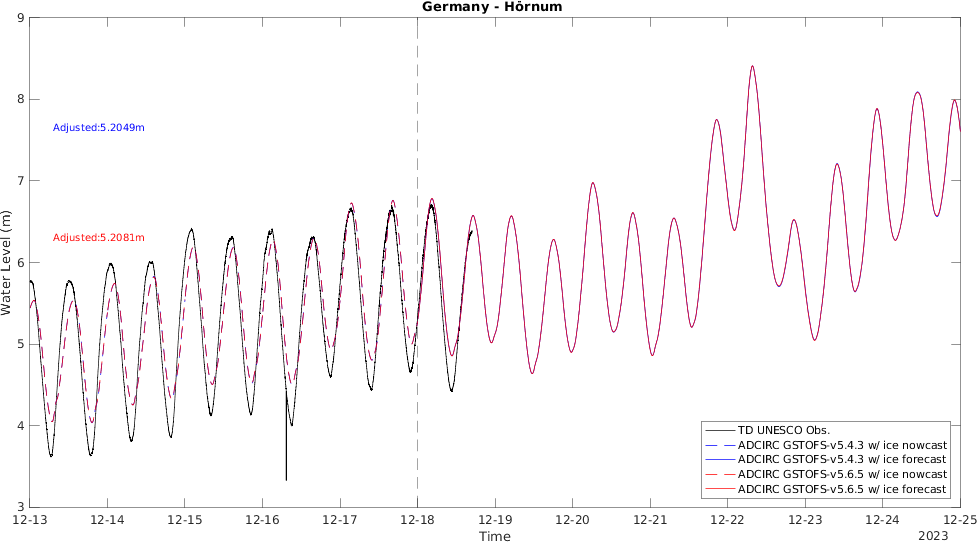 Germany - Hörnum
9
8
7
6
5
4
3
Water Level (m)
Adjusted:5.2049m
Adjusted:5.2081m
TD UNESCO Obs.
ADCIRC GSTOFS-v5.4.3 w/ ice nowcast
ADCIRC GSTOFS-v5.4.3 w/ ice forecast
ADCIRC GSTOFS-v5.6.5 w/ ice nowcast
ADCIRC GSTOFS-v5.6.5 w/ ice forecast
12-13 12-14 12-15 12-16 12-17 12-18 12-19 12-20 12-21 12-22 12-23 12-24 12-25
Time
2023